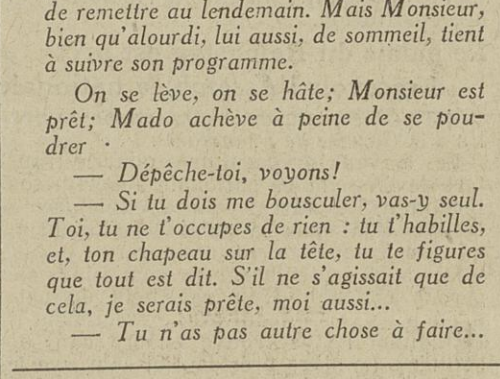 de remettre au lendemain. Mais Monsieur,
bien qu'alourdi, lui aussi, de sommeil, tient
à suivre son programme.
On se lève, on se hâte; Monsieur est
prêt; Mado achève à peine de se pou-
drer ·
— Dépêche-toi, voyons!
— Si tu dois me bousculer, vas-y seul.
Toi, tu ne t'occupes de rien : tu t'habilles,
et, ton chapeau sur la tête, tu te figures
que tout est dit. S'il ne s'agissait que de
cela, je serais prête, moi aussi...
— Tu n'as pas autre chose à faire...